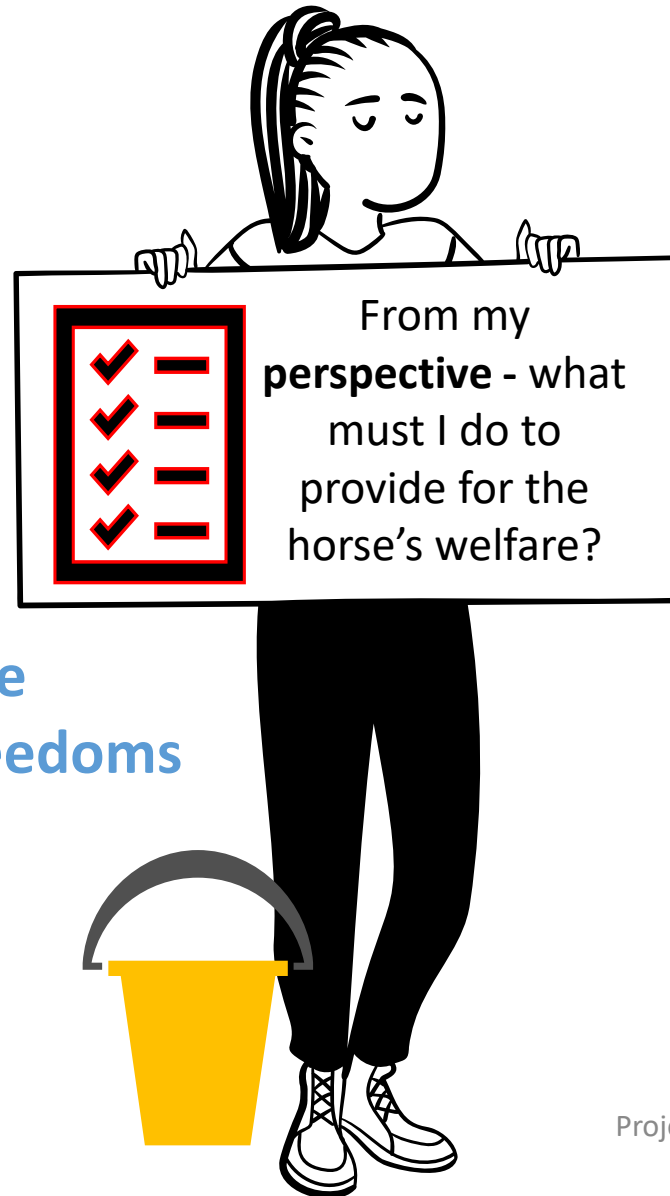 From my
perspective - what
must I do to
provide for the
horse's welfare?